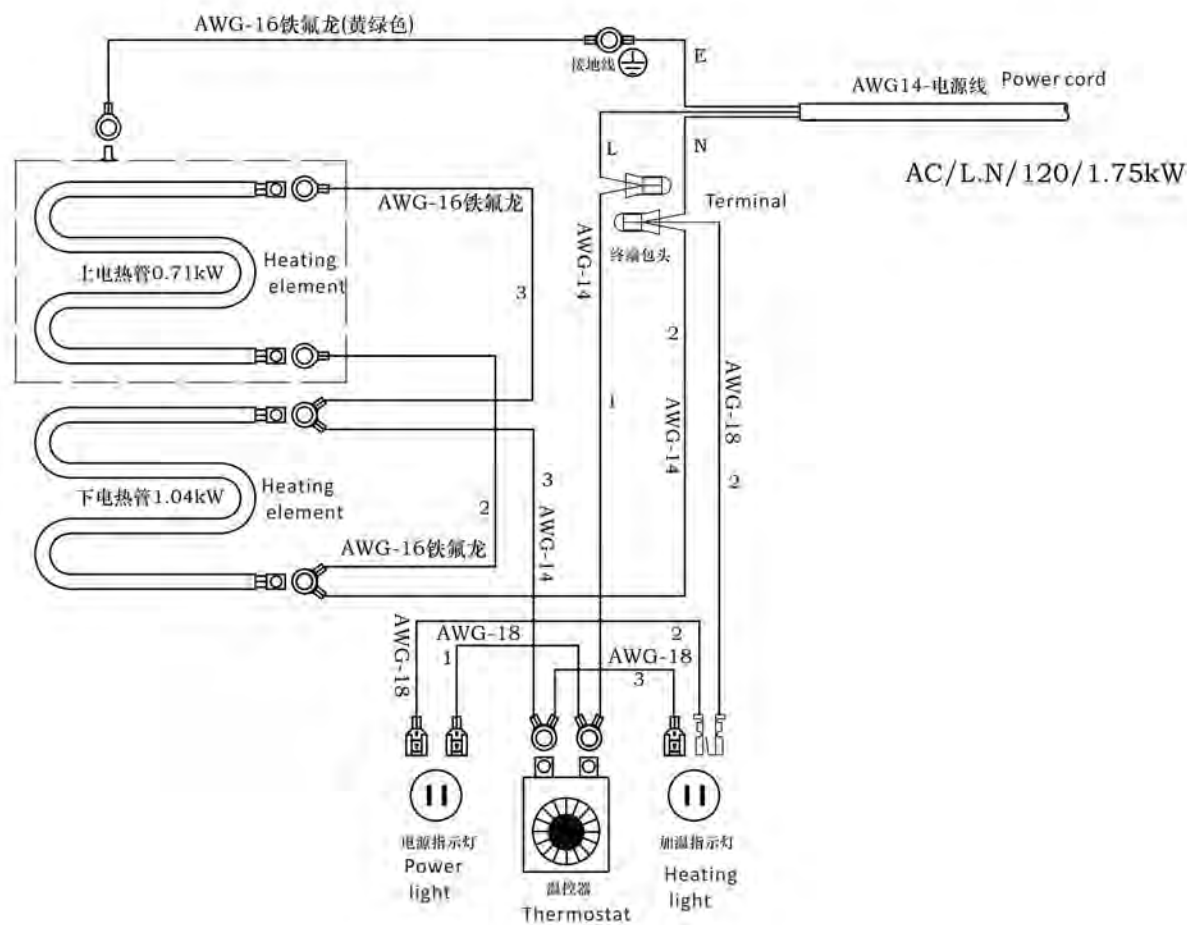 AWG-16铁氟龙(黄绿色)
接地线
E
AWG14-电源线 Power cord
L
N
AC/L.N/120/1.75kW
AWG-16铁氟龙
Terminal
终端包头
AWG-14
上电热管0.71kW
Heating
element
3
2
1
AWG-14
AWG-18
2
下电热管1.04kW
Heating
element
3
AWG-14
2
AWG-16铁氟龙
AWG-18
AWG-18
1
2
AWG-18
3
电源指示灯
Power
light
温控器
Thermostat
加温指示灯
Heating
light